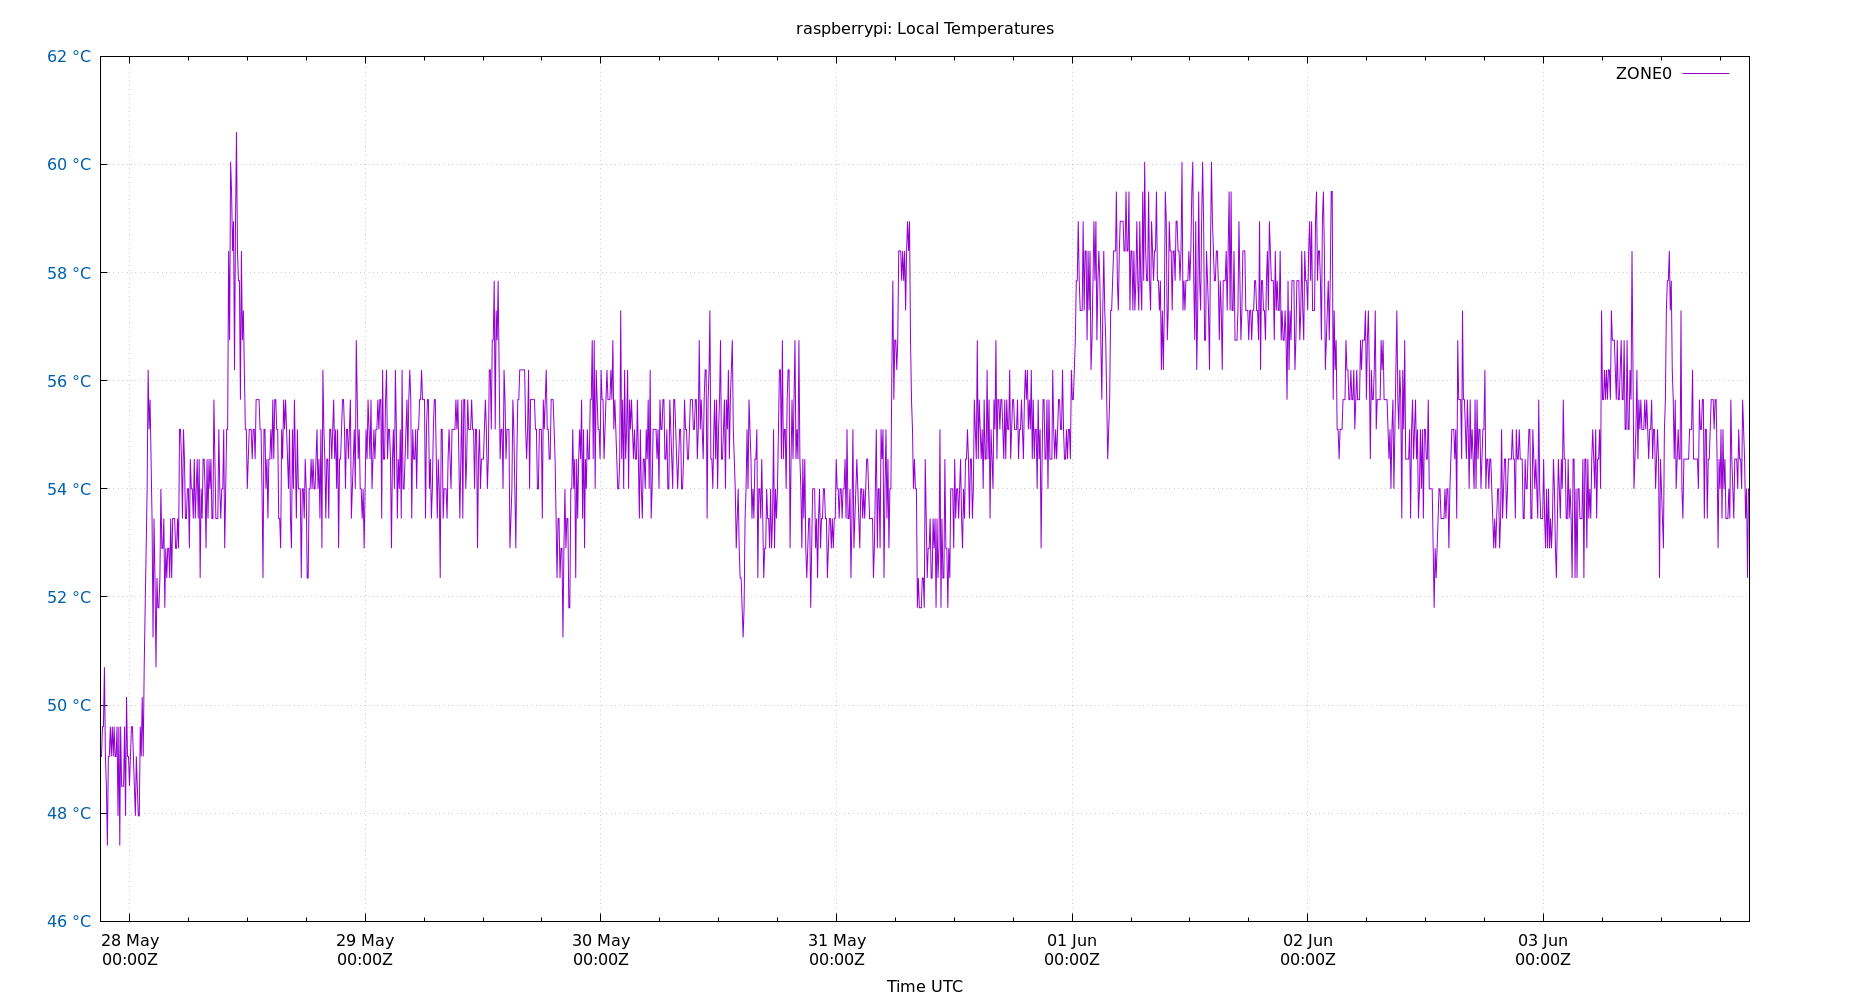 raspberrypi: Local Temperatures
62 °C
ZONE0
60 °C
58 °C
56 °C
54 °C
52 °C
50 °C
48 °C
46 °C
28 May 29 May 30 May 31 May 01 Jun 02 Jun 03 Jun
00:00Z 00:00Z 00:00Z 00:00Z 00:00Z 00:00Z 00:00Z
Time UTC